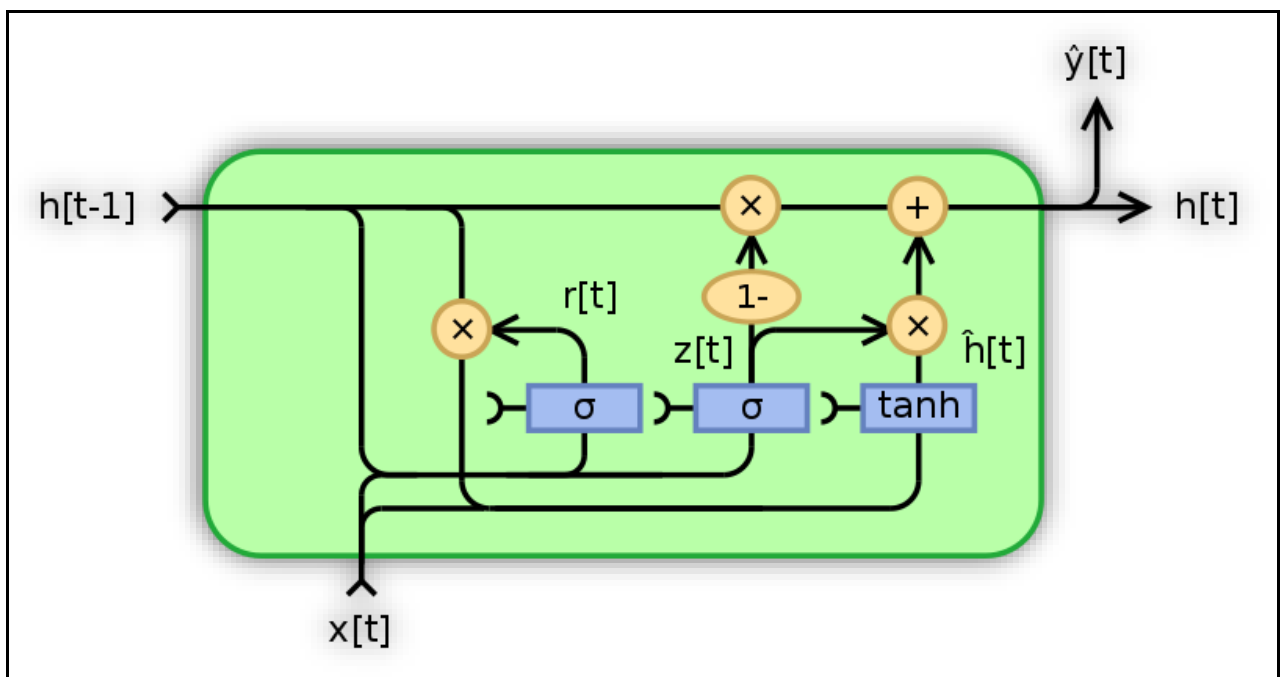 ŷ[t]
h[t-1]
×
+
h[t]
1-
r[t]
×
×
z[t]
ĥ[t]
σ
σ
tanh
x[t]